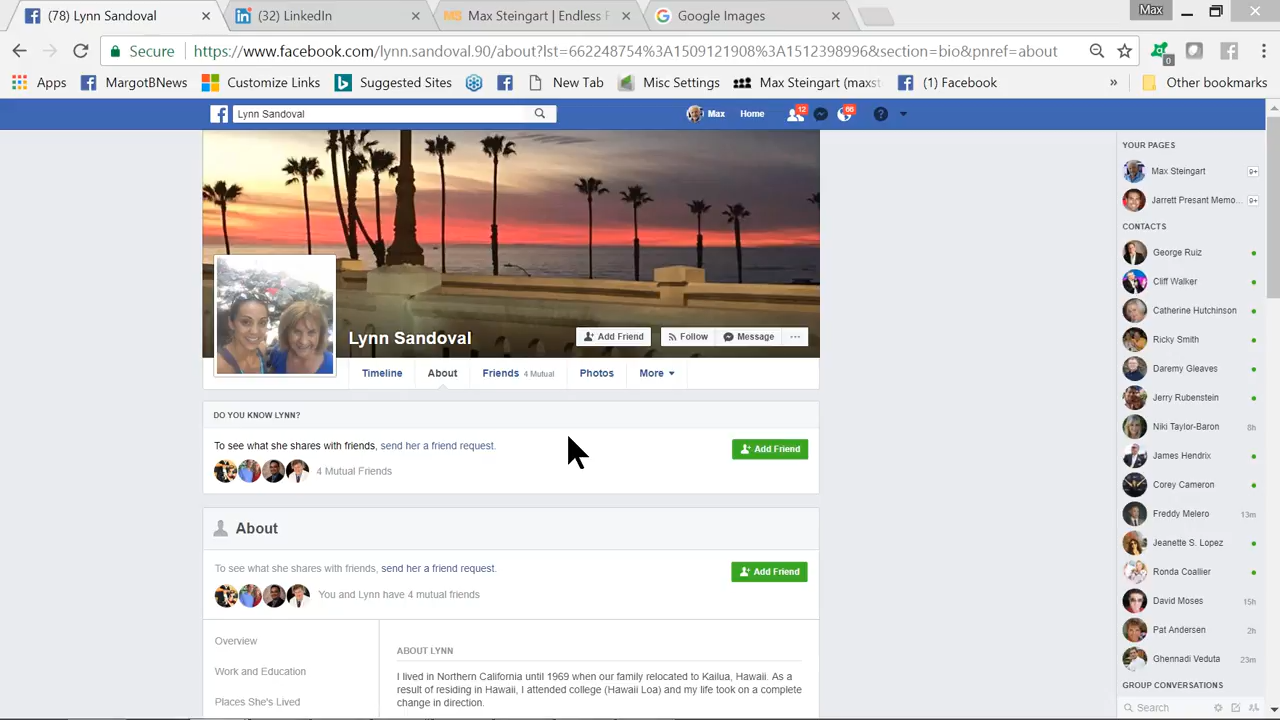 (78) Lynn Sandoval
(32) LinkedIn
Max Steingart | Endless F
Google Images
Max
Secure
https://www.facebook.com/lynn.sandoval.90/about?lst=662248754%3A1509121903%3A1512398996&section=bio&pnref=about
Apps
MargotBNews
Customize Links
Suggested Sites
New Tab
Misc Settings
Max Steingart (maxst
(1) Facebook
»
Other bookmarks
0
Lynn Sandoval
Max
Home
12
66
Lynn Sandoval
Add Friend
Follow
Message
Timeline
About
Friends 4 Mutual
Photos
More
DO YOU KNOW LYNN?
To see what she shares with friends, send her a friend request.
Add Friend
4 Mutual Friends
About
To see what she shares with friends, send her a friend request.
Add Friend
You and Lynn have 4 mutual friends
Overview
Work and Education
Places She's Lived
ABOUT LYNN
I lived in Northern California until 1969 when our family relocated to Kailua, Hawaii. As a
result of residing in Hawaii, I attended college (Hawaii Loa) and my life took on a complete
change in direction.
YOUR PAGES
Max Steingart 9+
Jarrett Presant Memo... 9+
CONTACTS
George Ruiz
Cliff Walker
Catherine Hutchinson
Ricky Smith
Daremy Gleaves
Jerry Rubenstein
Niki Taylor-Baron 8h
James Hendrix
Corey Cameron
Freddy Melero 13m
Jeanette S. Lopez
Ronda Coallier
David Moses 15h
Pat Andersen 2h
Ghennadi Veduta 23m
GROUP CONVERSATIONS
Search